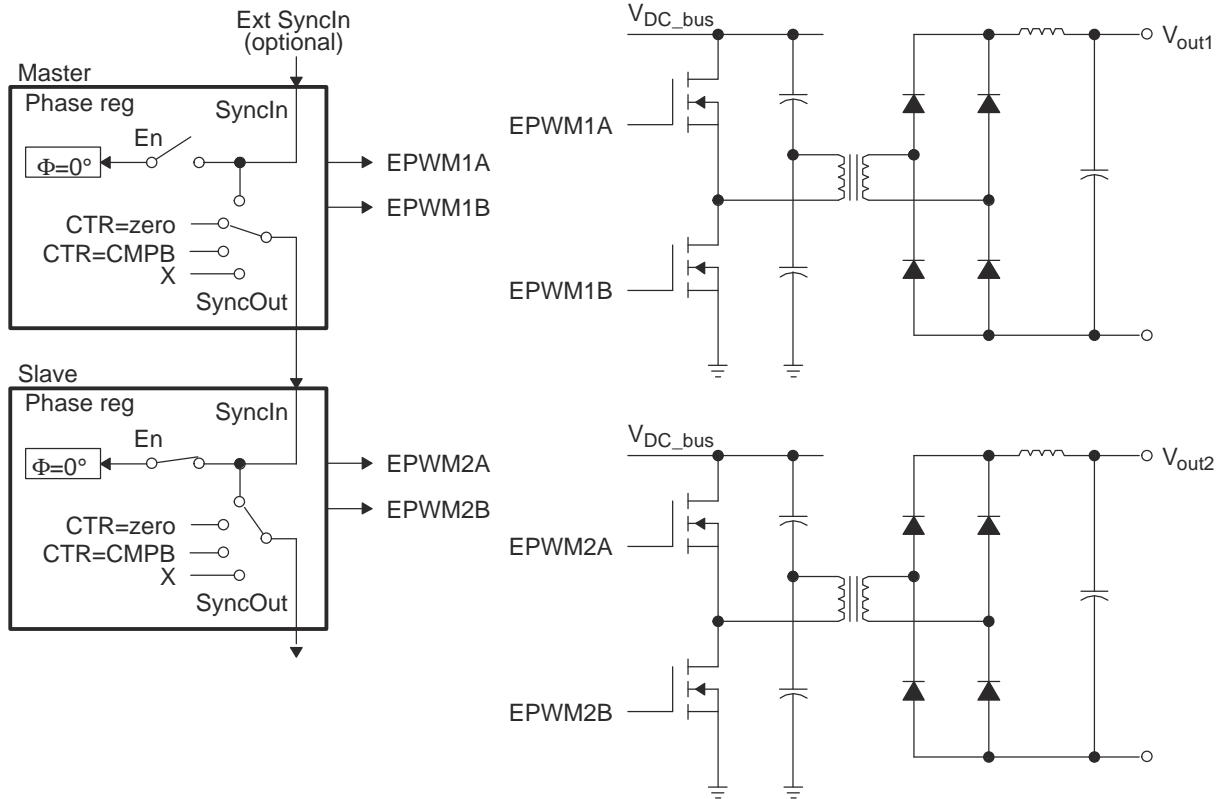 Ext SyncIn
(optional)
Master
Phase reg
SyncIn
En
Φ=0°
EPWM1A
EPWM1B
CTR=zero
CTR=CMPB
X
SyncOut
Slave
Phase reg
SyncIn
En
Φ=0°
EPWM2A
EPWM2B
CTR=zero
CTR=CMPB
X
SyncOut
VDC_bus
Vout1
EPWM1A
EPWM1B
VDC_bus
Vout2
EPWM2A
EPWM2B